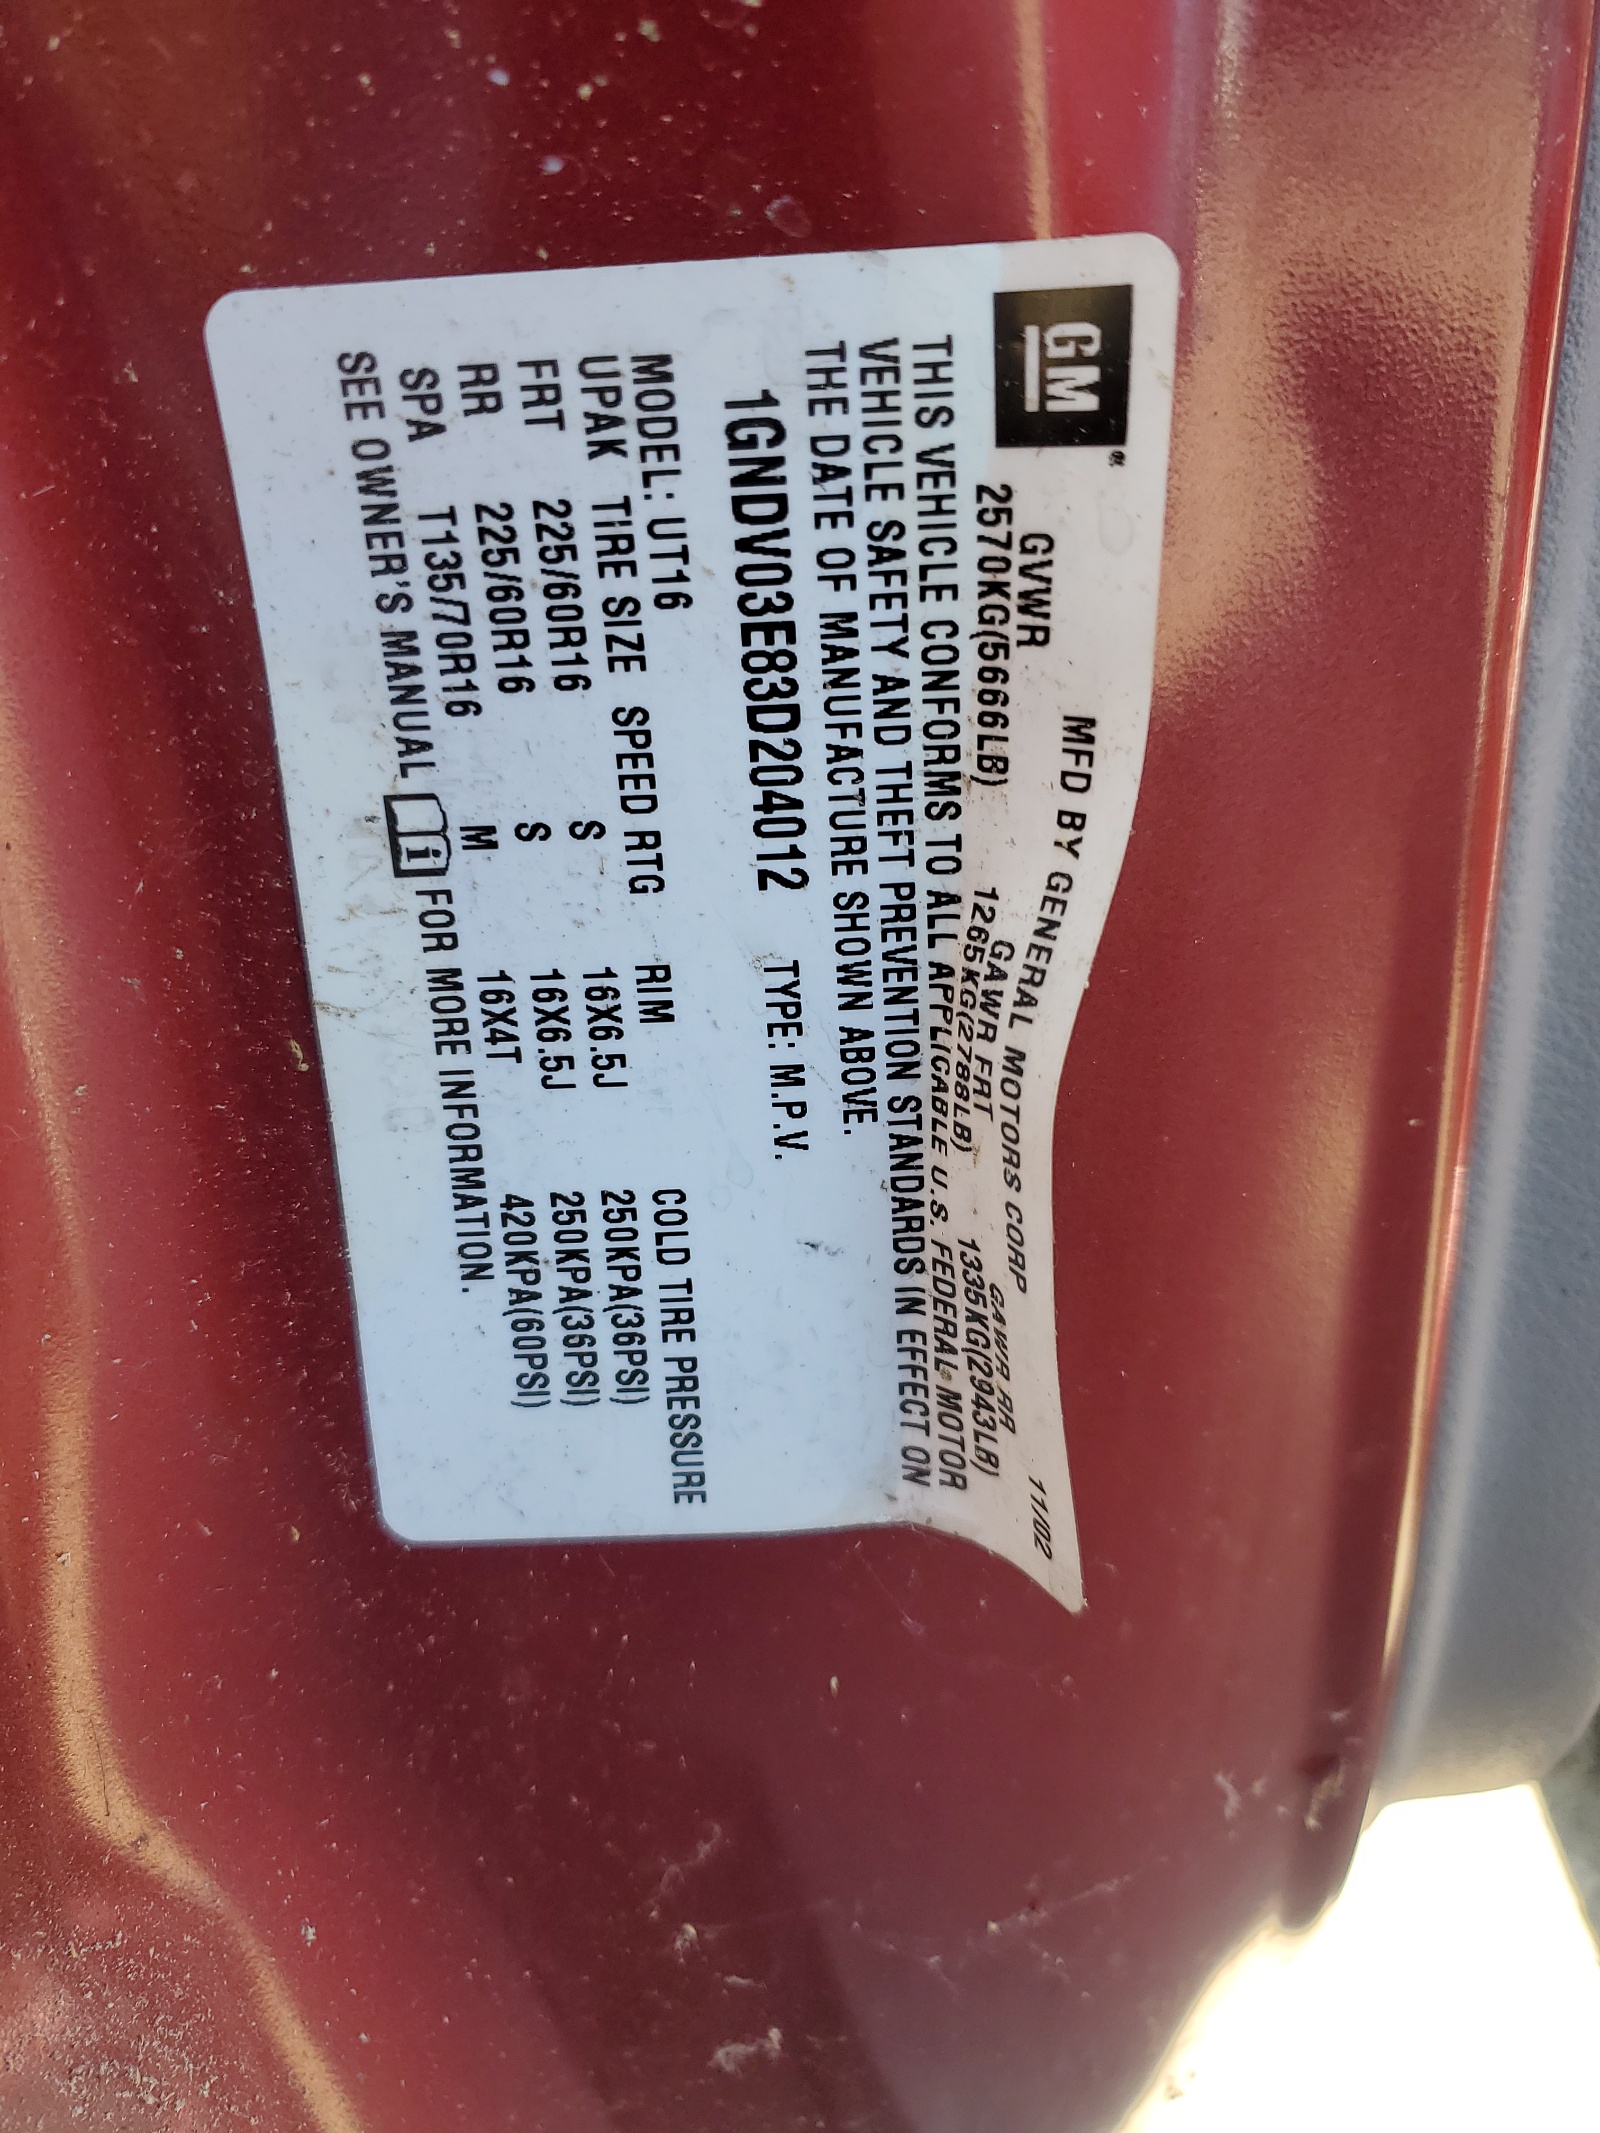 GM
MFD BY GENERAL MOTORS CORP 11/02
GVWR GAWR FRT GAWR RR
2570KG(5666LB) 1265KG(2788LB) 1335KG(2943LB)
THIS VEHICLE CONFORMS TO ALL APPLICABLE U.S. FEDERAL MOTOR
VEHICLE SAFETY AND THEFT PREVENTION STANDARDS IN EFFECT ON
THE DATE OF MANUFACTURE SHOWN ABOVE.
1GNDV03E83D204012 TYPE: M.P.V.
MODEL: UT16
UPAK TIRE SIZE SPEED RTG RIM COLD TIRE PRESSURE
FRT 225/60R16 S 16X6.5J 250KPA(36PSI)
RR 225/60R16 S 16X6.5J 250KPA(36PSI)
SPA T135/70R16 M 16X4T 420KPA(60PSI)
SEE OWNER'S MANUAL i FOR MORE INFORMATION.